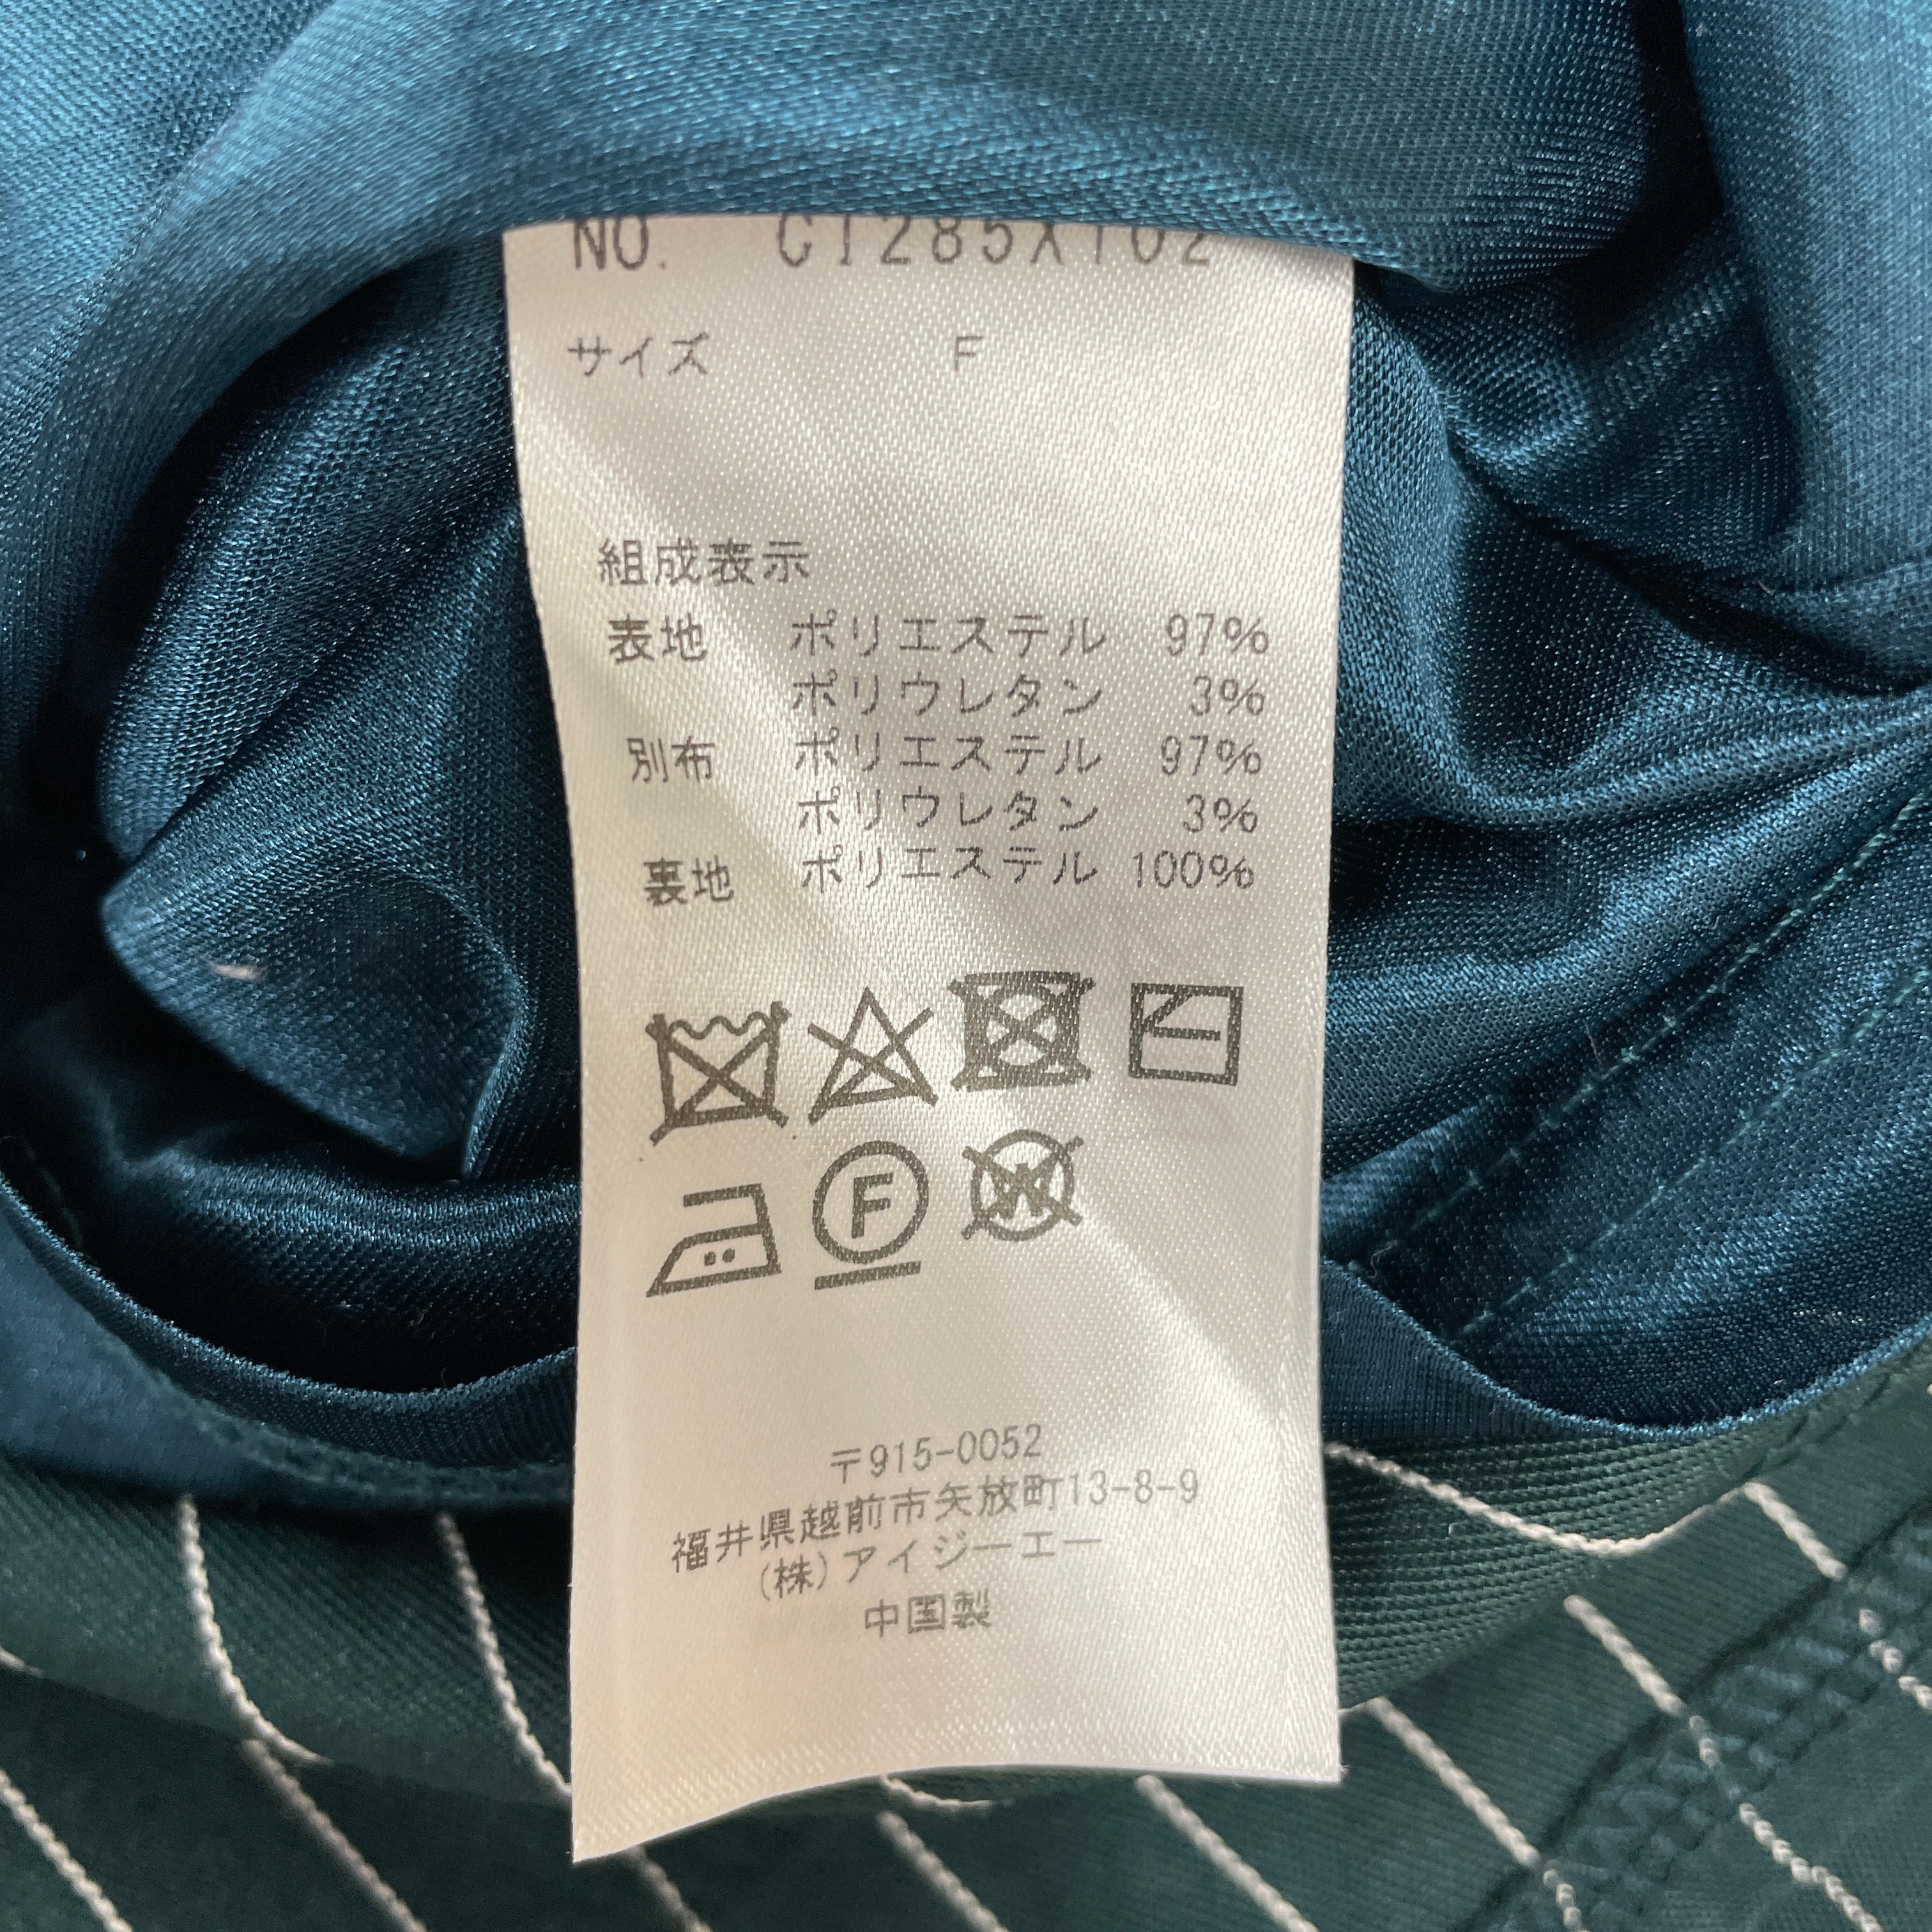 NO. CI285X102
サイズ F
組成表示
表地 ポリエステル 97%
ポリウレタン 3%
別布 ポリエステル 97%
ポリウレタン 3%
裏地 ポリエステル 100%
F
W
〒915-0052
福井県越前市矢放町13-8-9
(株)アイジーエー
中国製